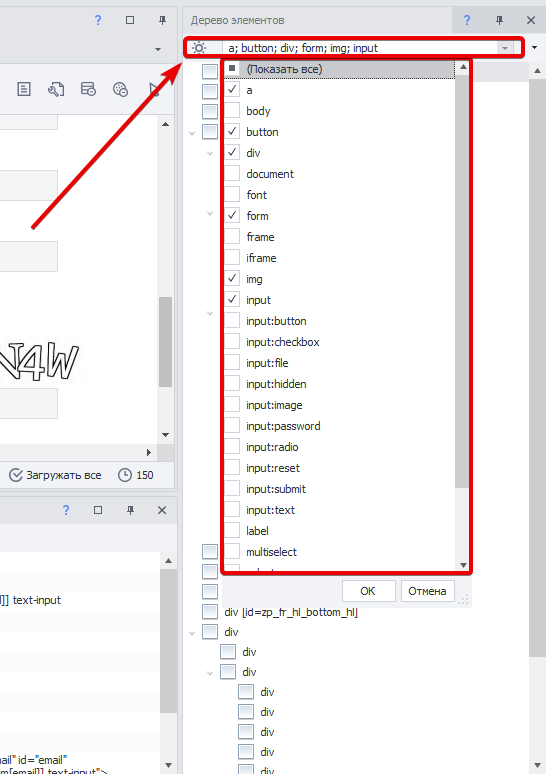 Дерево элементов
a; button; div; form; img; input
(Показать все)
a
body
button
div
document
font
form
frame
iframe
img
input
input:button
input:checkbox
input:file
input:hidden
input:image
input:password
input:radio
input:reset
input:submit
input:text
label
multiselect
OK
Отмена
div [id=zp_fr_hl_bottom_hl]
div
div
div
div
div
div
div
div
N4W
Загружать все
150
]] text-input
ail" id="email"
m[email]] text-input">